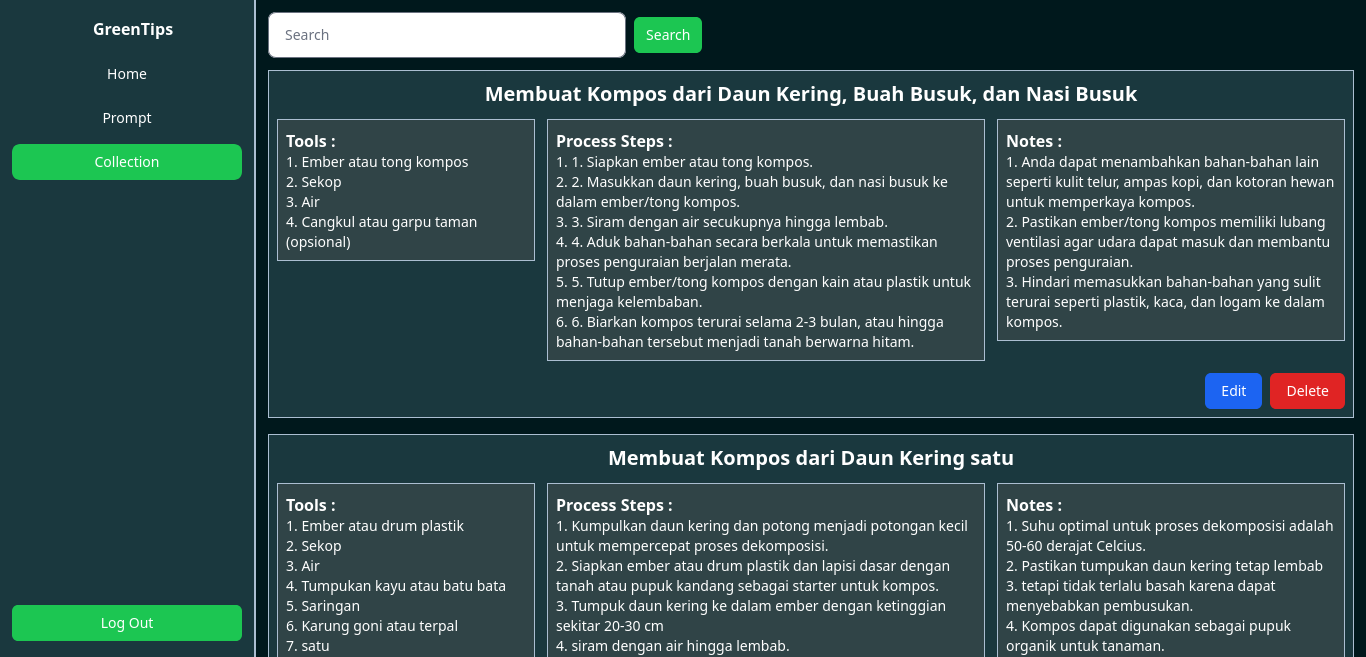 GreenTips
Home
Prompt
Collection
Log Out
Search
Search
Membuat Kompos dari Daun Kering, Buah Busuk, dan Nasi Busuk
Tools :
1. Ember atau tong kompos
2. Sekop
3. Air
4. Cangkul atau garpu taman
(opsional)
Process Steps :
1. 1. Siapkan ember atau tong kompos.
2. 2. Masukkan daun kering, buah busuk, dan nasi busuk ke
dalam ember/tong kompos.
3. 3. Siram dengan air secukupnya hingga lembab.
4. 4. Aduk bahan-bahan secara berkala untuk memastikan
proses penguraian berjalan merata.
5. 5. Tutup ember/tong kompos dengan kain atau plastik untuk
menjaga kelembaban.
6. 6. Biarkan kompos terurai selama 2-3 bulan, atau hingga
bahan-bahan tersebut menjadi tanah berwarna hitam.
Notes :
1. Anda dapat menambahkan bahan-bahan lain
seperti kulit telur, ampas kopi, dan kotoran hewan
untuk memperkaya kompos.
2. Pastikan ember/tong kompos memiliki lubang
ventilasi agar udara dapat masuk dan membantu
proses penguraian.
3. Hindari memasukkan bahan-bahan yang sulit
terurai seperti plastik, kaca, dan logam ke dalam
kompos.
Edit
Delete
Membuat Kompos dari Daun Kering satu
Tools :
1. Ember atau drum plastik
2. Sekop
3. Air
4. Tumpukan kayu atau batu bata
5. Saringan
6. Karung goni atau terpal
7. satu
Process Steps :
1. Kumpulkan daun kering dan potong menjadi potongan kecil
untuk mempercepat proses dekomposisi.
2. Siapkan ember atau drum plastik dan lapisi dasar dengan
tanah atau pupuk kandang sebagai starter untuk kompos.
3. Tumpuk daun kering ke dalam ember dengan ketinggian
sekitar 20-30 cm
4. siram dengan air hingga lembab.
Notes :
1. Suhu optimal untuk proses dekomposisi adalah
50-60 derajat Celcius.
2. Pastikan tumpukan daun kering tetap lembab
3. tetapi tidak terlalu basah karena dapat
menyebabkan pembusukan.
4. Kompos dapat digunakan sebagai pupuk
organik untuk tanaman.